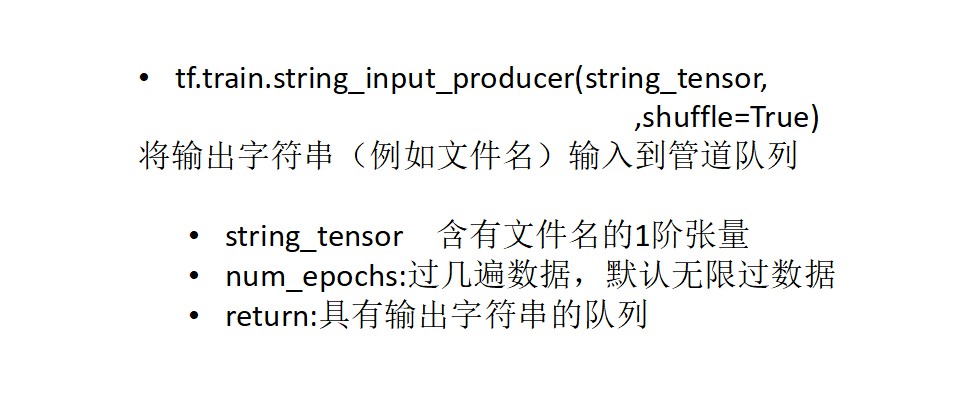 • tf.train.string_input_producer(string_tensor,
,shuffle=True)
将输出字符串（例如文件名）输入到管道队列
• string_tensor 含有文件名的1阶张量
• num_epochs:过几遍数据，默认无限过数据
• return:具有输出字符串的队列